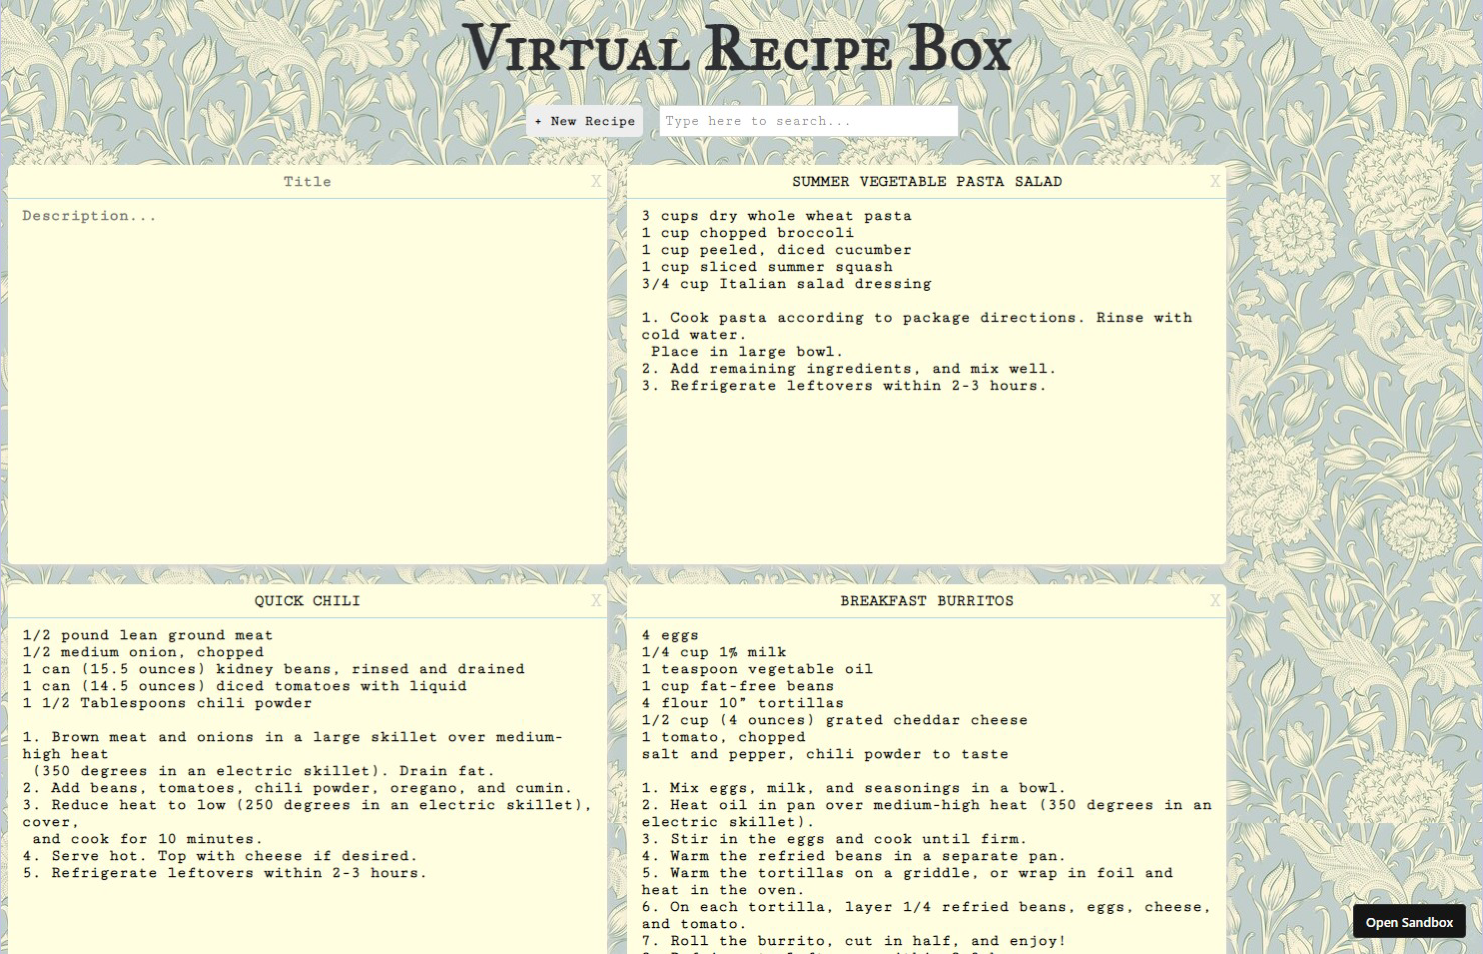 Virtual Recipe Box
+ New Recipe
Type here to search...
Title
X
Description...
SUMMER VEGETABLE PASTA SALAD
X
3 cups dry whole wheat pasta
1 cup chopped broccoli
1 cup peeled, diced cucumber
1 cup sliced summer squash
3/4 cup Italian salad dressing
1. Cook pasta according to package directions. Rinse with
cold water.
Place in large bowl.
2. Add remaining ingredients, and mix well.
3. Refrigerate leftovers within 2-3 hours.
QUICK CHILI
X
1/2 pound lean ground meat
1/2 medium onion, chopped
1 can (15.5 ounces) kidney beans, rinsed and drained
1 can (14.5 ounces) diced tomatoes with liquid
1 1/2 Tablespoons chili powder
1. Brown meat and onions in a large skillet over medium-
high heat
(350 degrees in an electric skillet). Drain fat.
2. Add beans, tomatoes, chili powder, oregano, and cumin.
3. Reduce heat to low (250 degrees in an electric skillet),
cover,
and cook for 10 minutes.
4. Serve hot. Top with cheese if desired.
5. Refrigerate leftovers within 2-3 hours.
BREAKFAST BURRITOS
X
4 eggs
1/4 cup 1% milk
1 teaspoon vegetable oil
1 cup fat-free beans
4 flour 10” tortillas
1/2 cup (4 ounces) grated cheddar cheese
1 tomato, chopped
salt and pepper, chili powder to taste
1. Mix eggs, milk, and seasonings in a bowl.
2. Heat oil in pan over medium-high heat (350 degrees in an
electric skillet).
3. Stir in the eggs and cook until firm.
4. Warm the refried beans in a separate pan.
5. Warm the tortillas on a griddle, or wrap in foil and
heat in the oven.
6. On each tortilla, layer 1/4 refried beans, eggs, cheese,
and tomato.
7. Roll the burrito, cut in half, and enjoy!
Open Sandbox